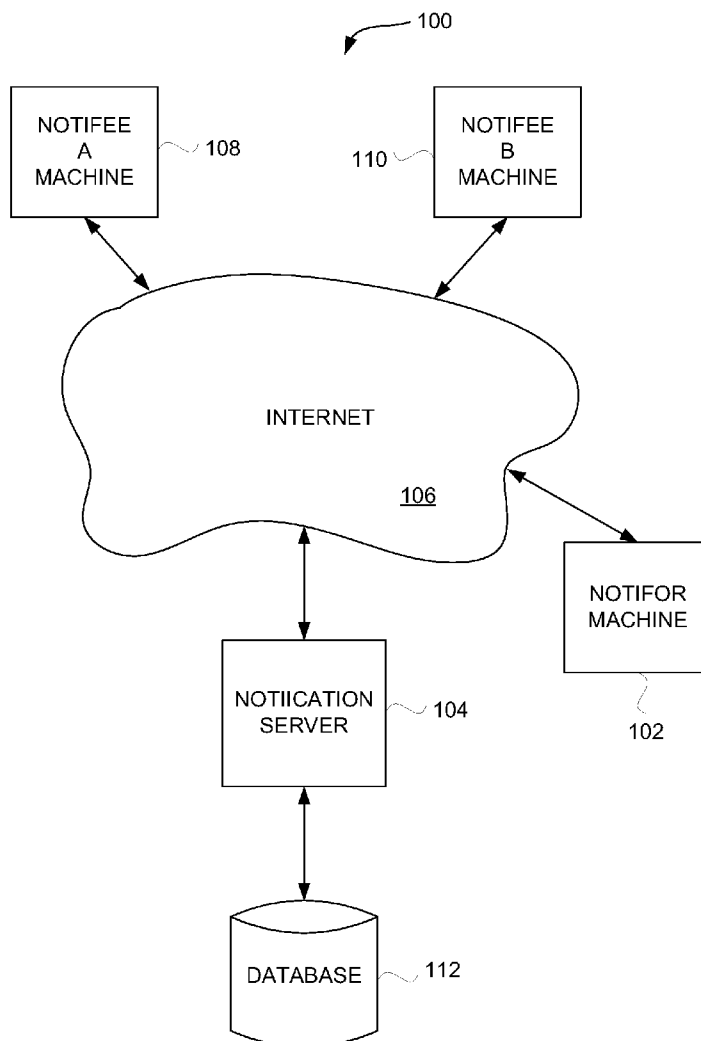 100
NOTIFEE
A
MACHINE
108
NOTIFEE
B
MACHINE
110
INTERNET
106
NOTIFOR
MACHINE
102
NOTIICATION
SERVER
104
DATABASE
112